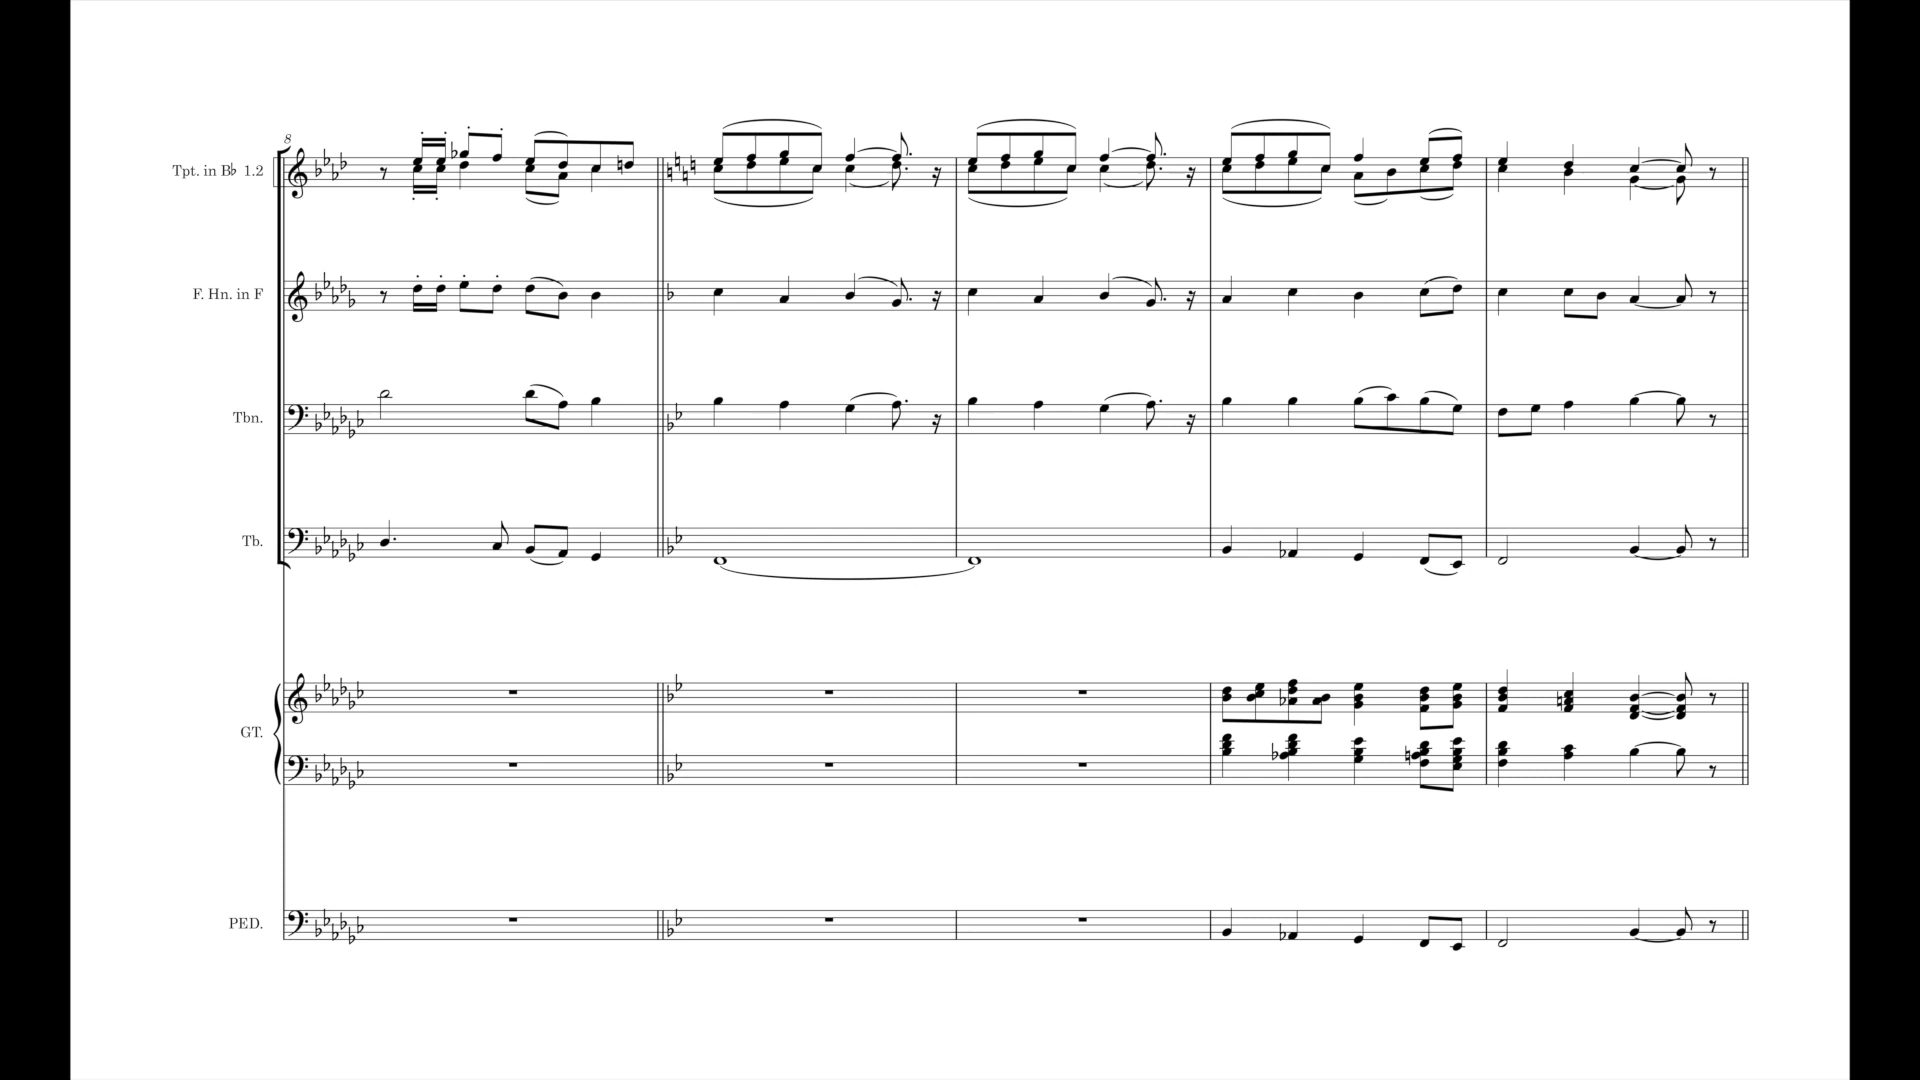 8
Tpt. in B♭ 1.2
F. Hn. in F
Tbn.
Tb.
GT.
PED.